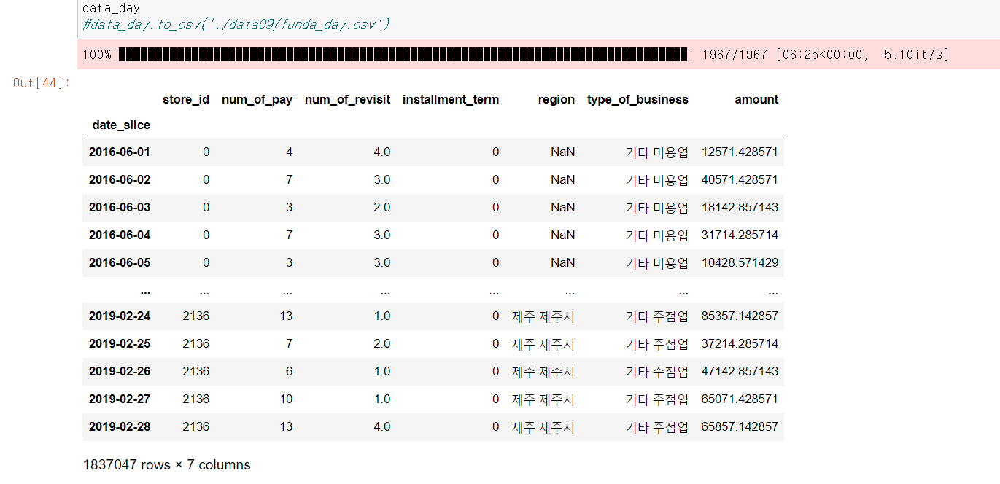 data_day
#data_day.to_csv('./data09/funda_day.csv')
100%|██████████| 1967/1967 [06:25<00:00, 5.10it/s]
Out[44]:
store_id num_of_pay num_of_revisit installment_term region type_of_business amount
date_slice
2016-06-01 0 4 4.0 0 NaN 기타 미용업 12571.428571
2016-06-02 0 7 3.0 0 NaN 기타 미용업 40571.428571
2016-06-03 0 3 2.0 0 NaN 기타 미용업 18142.857143
2016-06-04 0 7 3.0 0 NaN 기타 미용업 31714.285714
2016-06-05 0 3 3.0 0 NaN 기타 미용업 10428.571429
... ... ... ... ... ... ... ...
2019-02-24 2136 13 1.0 0 제주 제주시 기타 주점업 85357.142857
2019-02-25 2136 7 2.0 0 제주 제주시 기타 주점업 37214.285714
2019-02-26 2136 6 1.0 0 제주 제주시 기타 주점업 47142.857143
2019-02-27 2136 10 1.0 0 제주 제주시 기타 주점업 65071.428571
2019-02-28 2136 13 4.0 0 제주 제주시 기타 주점업 65857.142857
1837047 rows × 7 columns